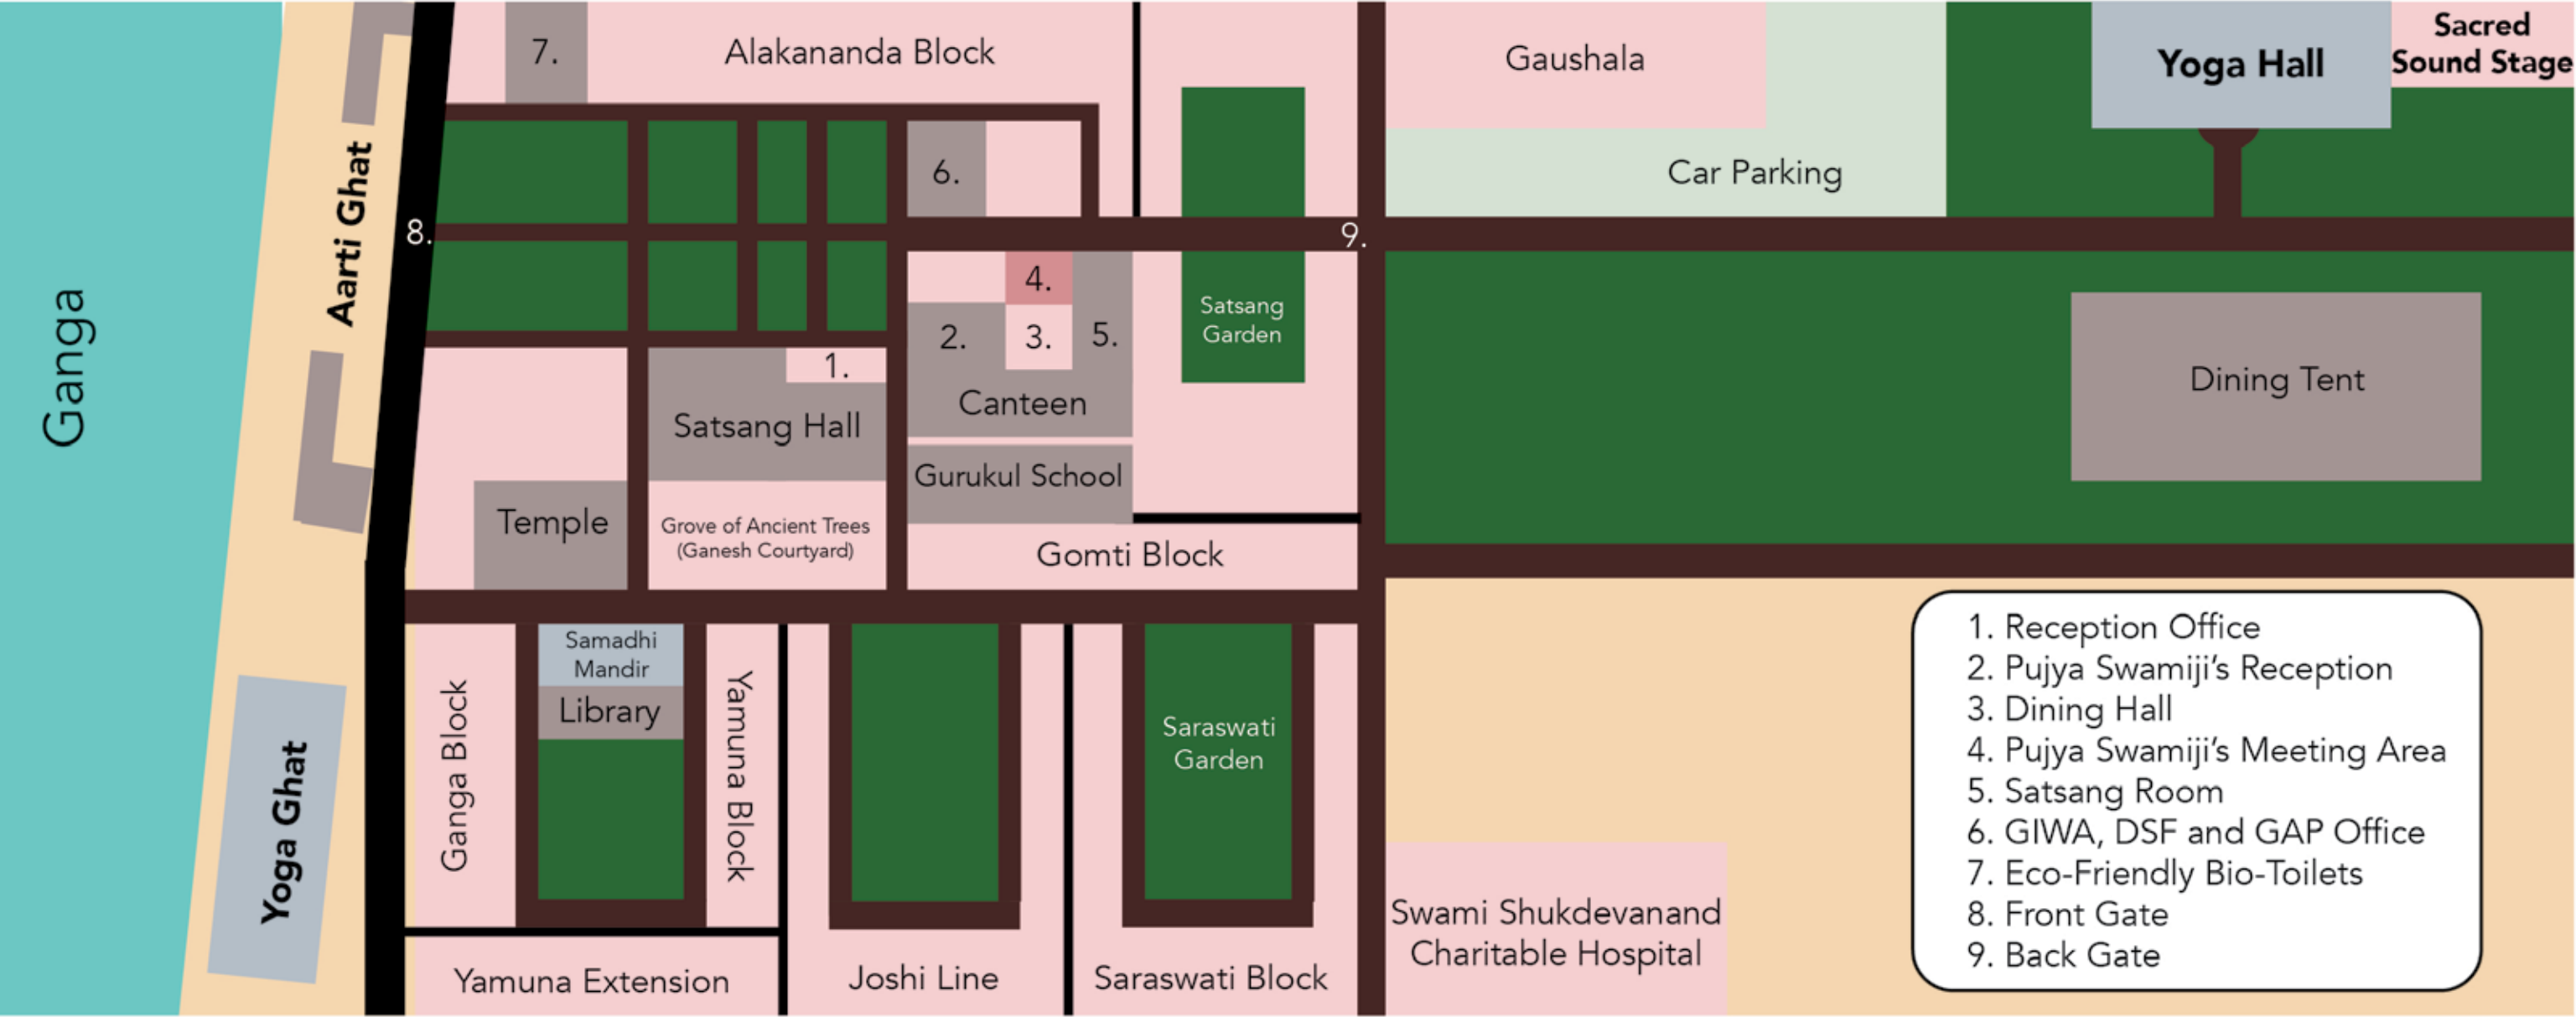 Ganga
Aarti Ghat
Yoga Ghat
7.
Alakananda Block
Gaushala
Yoga Hall
Sacred
Sound Stage
6.
Car Parking
8.
9.
4.
Satsang
Garden
1.
2.
3.
5.
Dining Tent
Satsang Hall
Canteen
Gurukul School
Temple
Grove of Ancient Trees
(Ganesh Courtyard)
Gomti Block
Samadhi
Mandir
Library
Ganga Block
Yamuna Block
Saraswati
Garden
Yamuna Extension
Joshi Line
Saraswati Block
Swami Shukdevanand
Charitable Hospital
1. Reception Office
2. Pujya Swamiji's Reception
3. Dining Hall
4. Pujya Swamiji's Meeting Area
5. Satsang Room
6. GIWA, DSF and GAP Office
7. Eco-Friendly Bio-Toilets
8. Front Gate
9. Back Gate